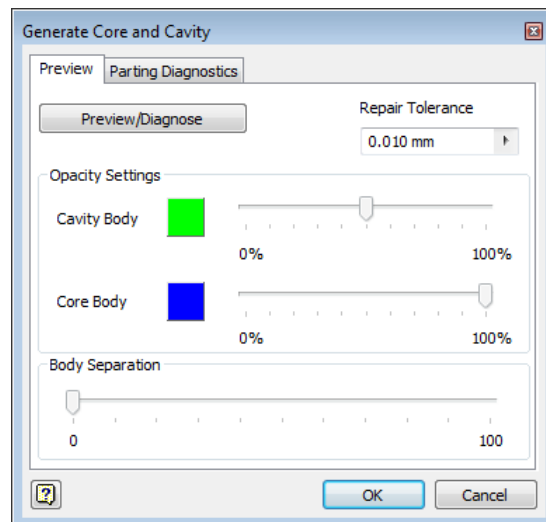 Generate Core and Cavity
Preview Parting Diagnostics
Preview/Diagnose
Repair Tolerance
0.010 mm
Opacity Settings
Cavity Body
0% 100%
Core Body
0% 100%
Body Separation
0 100
? OK Cancel